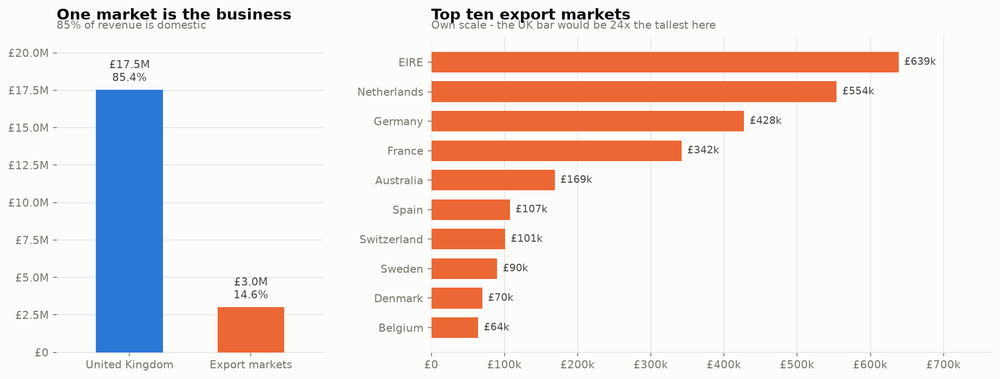 One market is the business
85% of revenue is domestic
£20.0M
£17.5M
£15.0M
£12.5M
£10.0M
£7.5M
£5.0M
£2.5M
£0
£17.5M
85.4%
£3.0M
14.6%
United Kingdom
Export markets
Top ten export markets
Own scale - the UK bar would be 24x the tallest here
EIRE £639k
Netherlands £554k
Germany £428k
France £342k
Australia £169k
Spain £107k
Switzerland £101k
Sweden £90k
Denmark £70k
Belgium £64k
£0 £100k £200k £300k £400k £500k £600k £700k